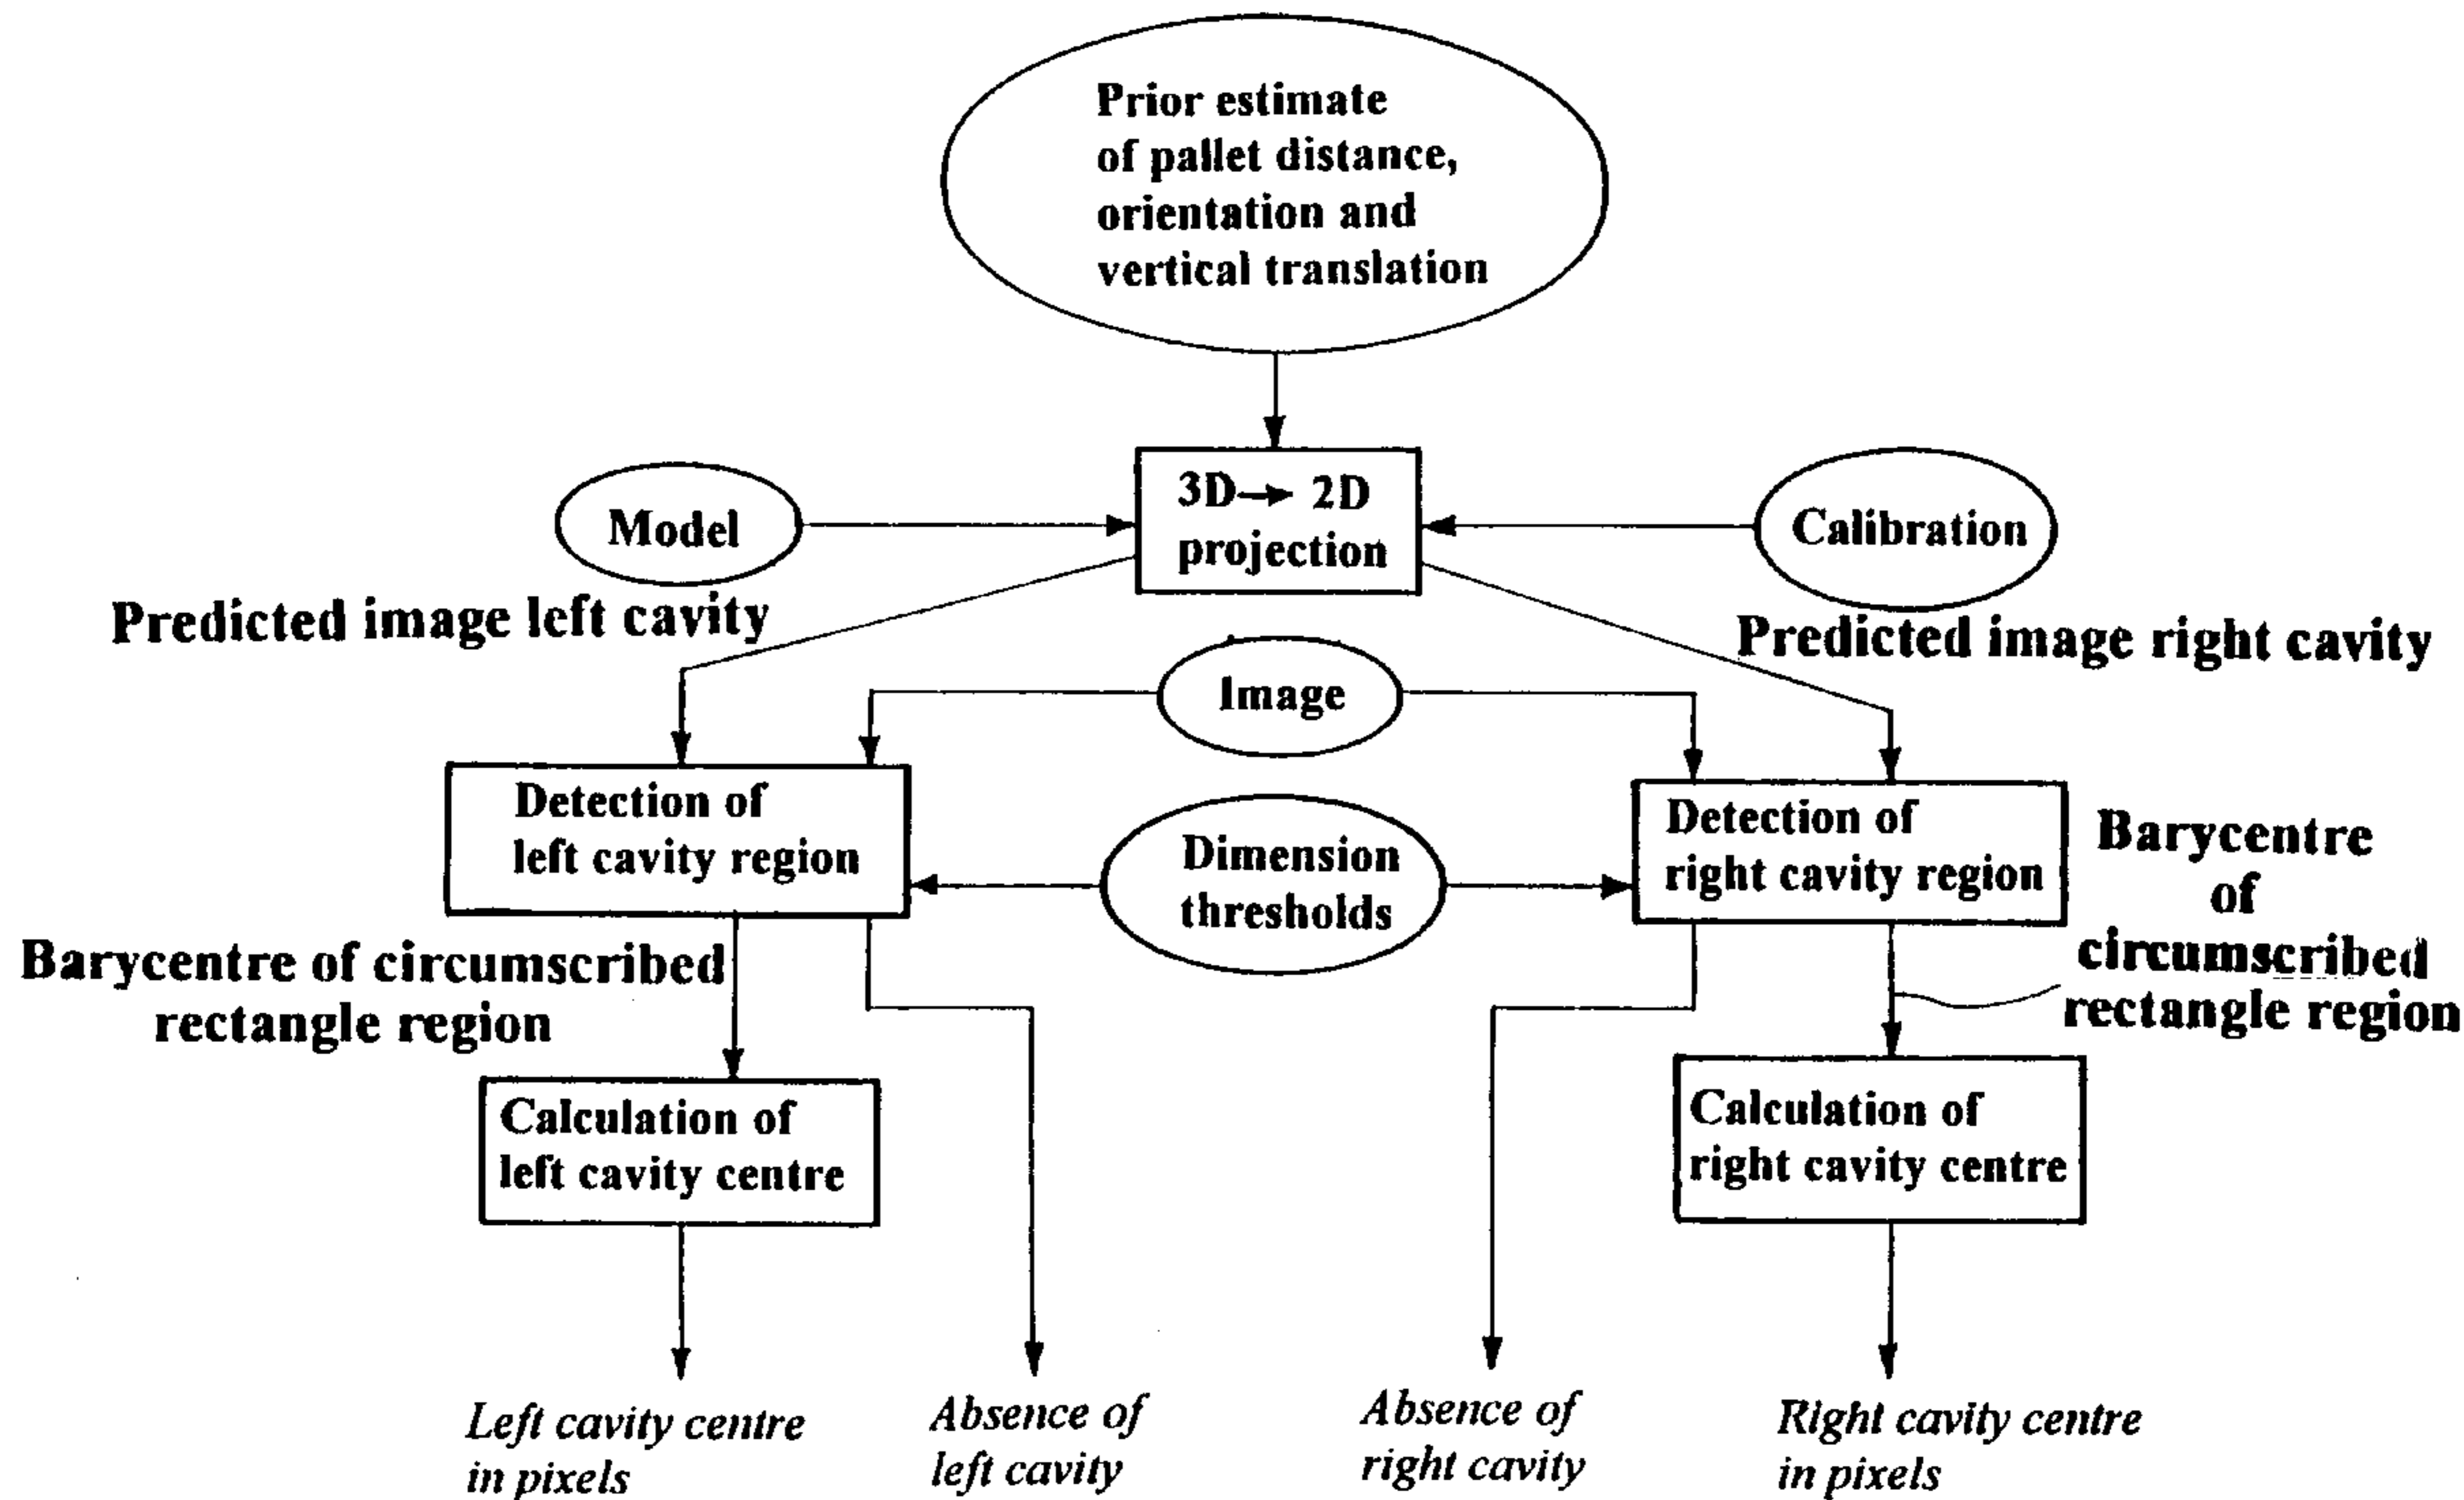 Prior estimate
of pallet distance,
orientation and
vertical translation
3D→ 2D
projection
Model
Calibration
Predicted image left cavity
Predicted image right cavity
Image
Detection of
left cavity region
Dimension
thresholds
Detection of
right cavity region
Barycentre
of
circumscribed
rectangle region
Barycentre of circumscribed
rectangle region
Calculation of
left cavity centre
Calculation of
right cavity centre
Left cavity centre
in pixels
Absence of
left cavity
Absence of
right cavity
Right cavity centre
in pixels